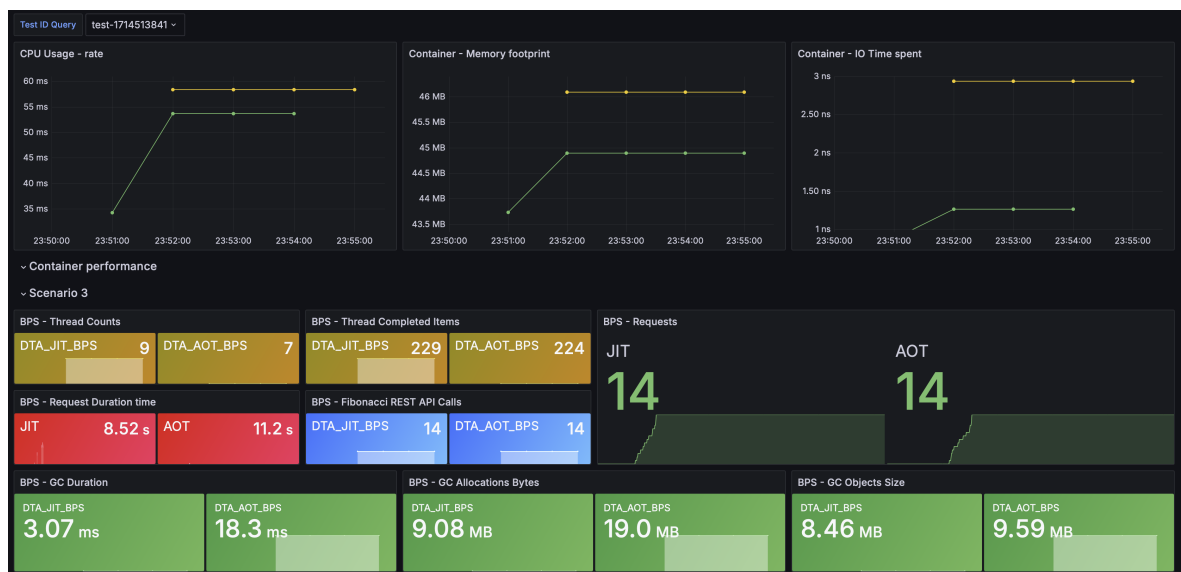 Test ID Query test-1714513841
CPU Usage - rate
60 ms
55 ms
50 ms
45 ms
40 ms
35 ms
23:50:00 23:51:00 23:52:00 23:53:00 23:54:00 23:55:00
Container - Memory footprint
46 MB
45.5 MB
45 MB
44.5 MB
44 MB
43.5 MB
23:50:00 23:51:00 23:52:00 23:53:00 23:54:00 23:55:00
Container - IO Time spent
3 ns
2.50 ns
2 ns
1.50 ns
1 ns
23:50:00 23:51:00 23:52:00 23:53:00 23:54:00 23:55:00
Container performance
Scenario 3
BPS - Thread Counts
DTA_JIT_BPS 9 DTA_AOT_BPS 7
BPS - Thread Completed Items
DTA_JIT_BPS 229 DTA_AOT_BPS 224
BPS - Requests
JIT
14
AOT
14
BPS - Request Duration time
JIT 8.52 s AOT 11.2 s
BPS - Fibonacci REST API Calls
DTA_JIT_BPS 14 DTA_AOT_BPS 14
BPS - GC Duration
DTA_JIT_BPS
3.07 ms
DTA_AOT_BPS
18.3 ms
BPS - GC Allocations Bytes
DTA_JIT_BPS
9.08 MB
DTA_AOT_BPS
19.0 MB
BPS - GC Objects Size
DTA_JIT_BPS
8.46 MB
DTA_AOT_BPS
9.59 MB